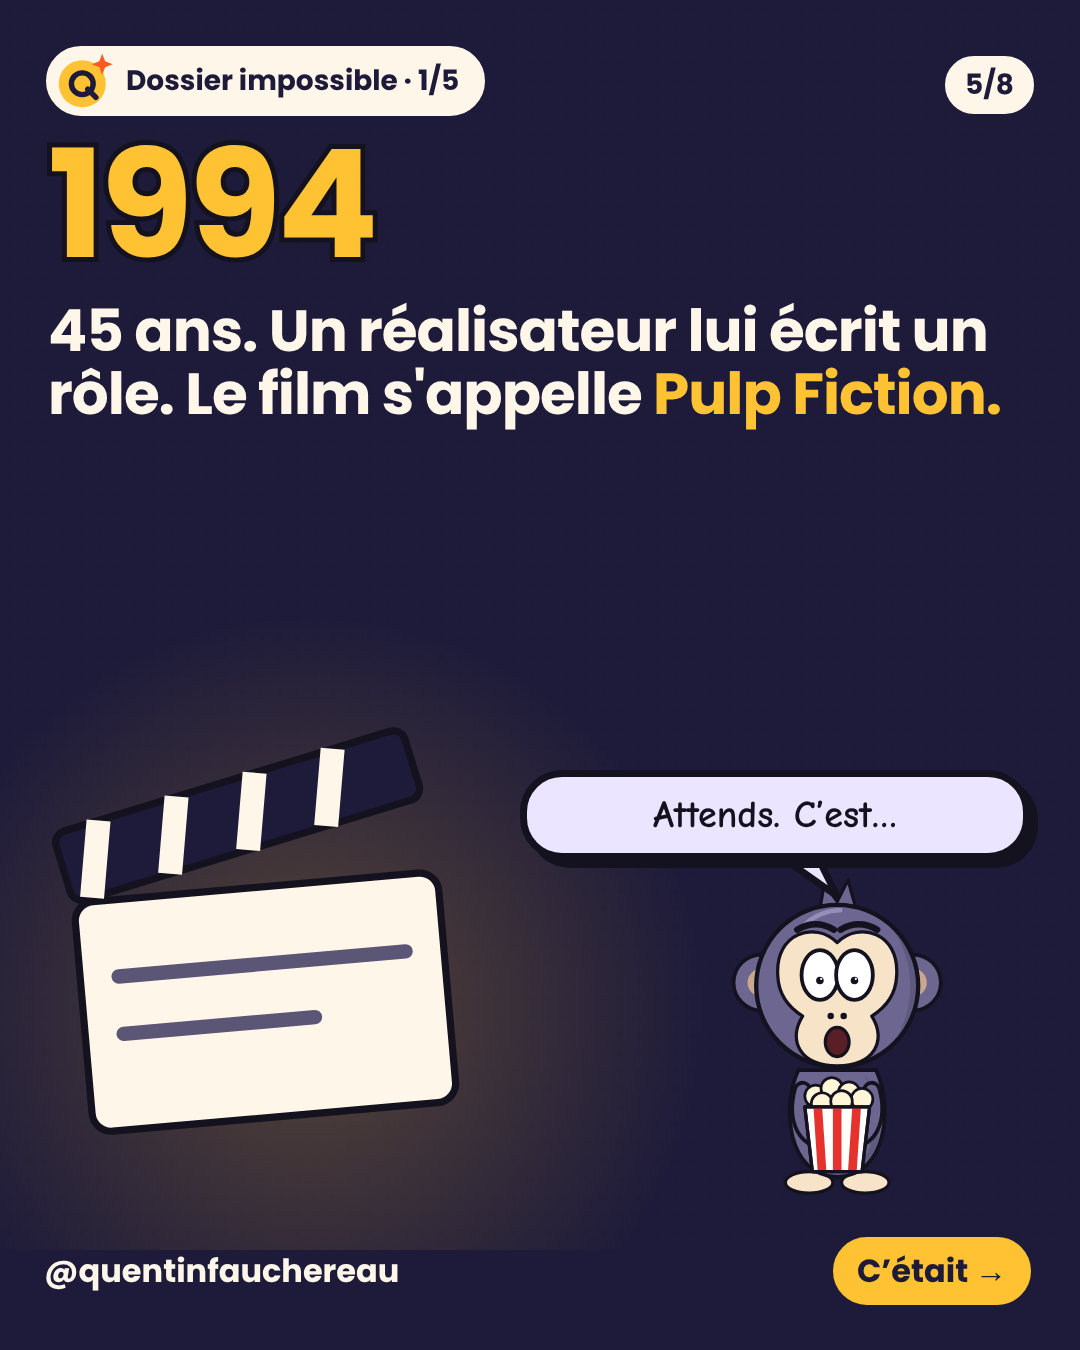 Q Dossier impossible · 1/5
5/8
1994
45 ans. Un réalisateur lui écrit un
rôle. Le film s'appelle Pulp Fiction.
Attends. C’est...
@quentinfauchereau
C’était →